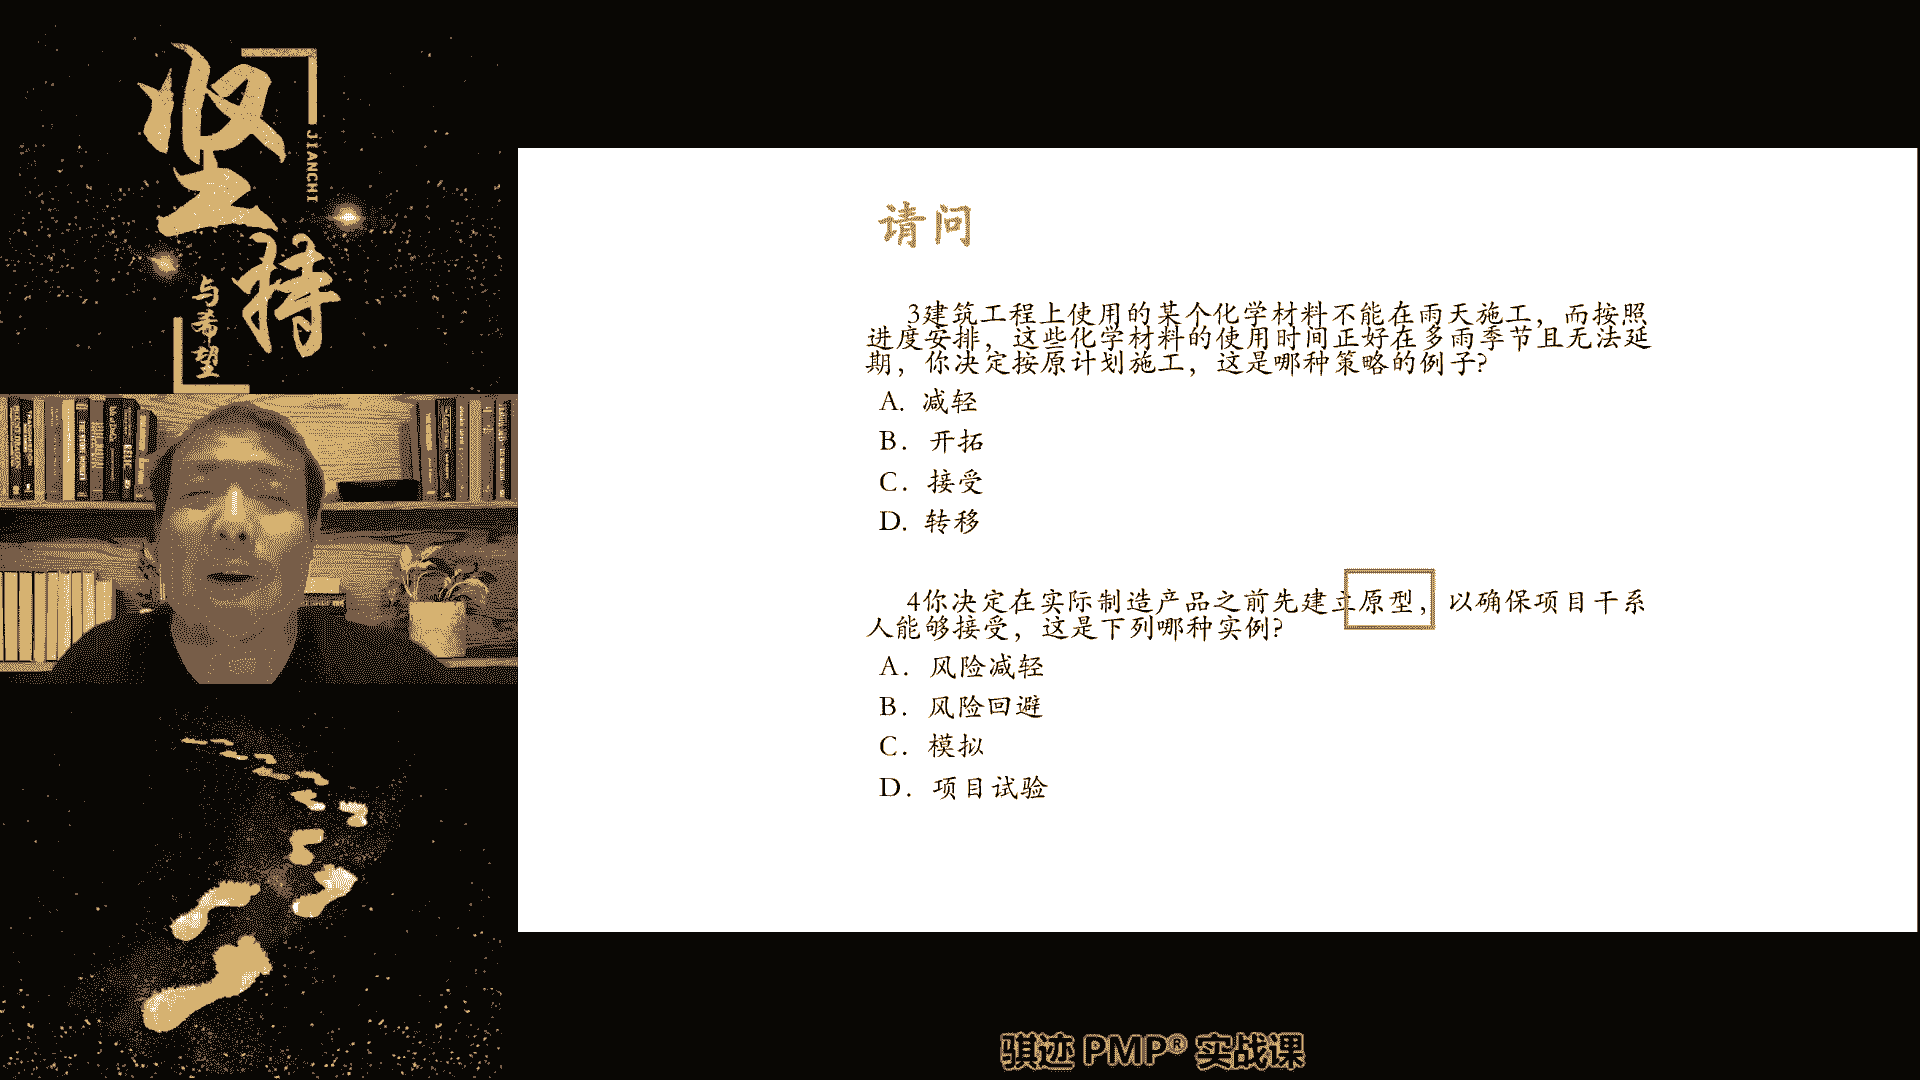 坚持
JIANCHI
与希望
请问
3建筑工程上使用的某个化学材料不能在雨天施工，而按照
进度安排，这些化学材料的使用时间正好在多雨季节且无法延
期，你决定按原计划施工，这是哪种策略的例子?
A. 减轻
B. 开拓
C. 接受
D. 转移
4你决定在实际制造产品之前先建立原型，以确保项目干系
人能够接受，这是下列哪种实例?
A. 风险减轻
B. 风险回避
C. 模拟
D. 项目试验
骐迹 PMP® 实战课